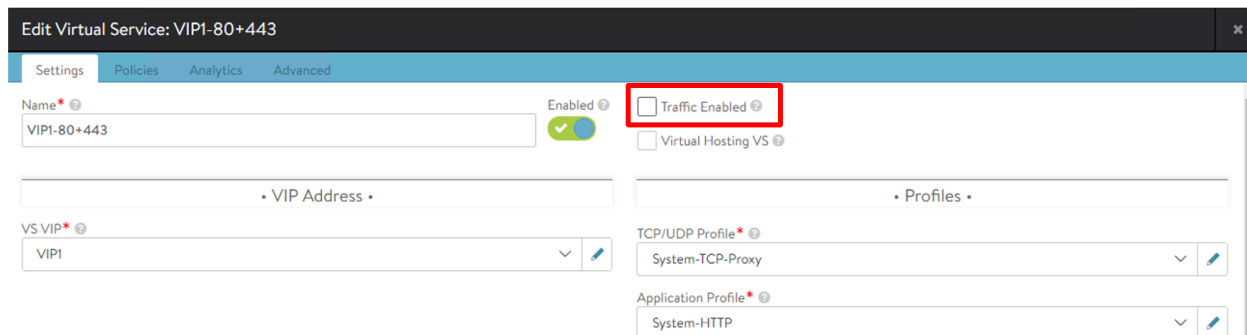 Edit Virtual Service: VIP1-80+443
Settings Policies Analytics Advanced
Name* Enabled Traffic Enabled
VIP1-80+443
Virtual Hosting VS
• VIP Address • • Profiles •
VS VIP* TCP/UDP Profile*
VIP1 System-TCP-Proxy
Application Profile*
System-HTTP